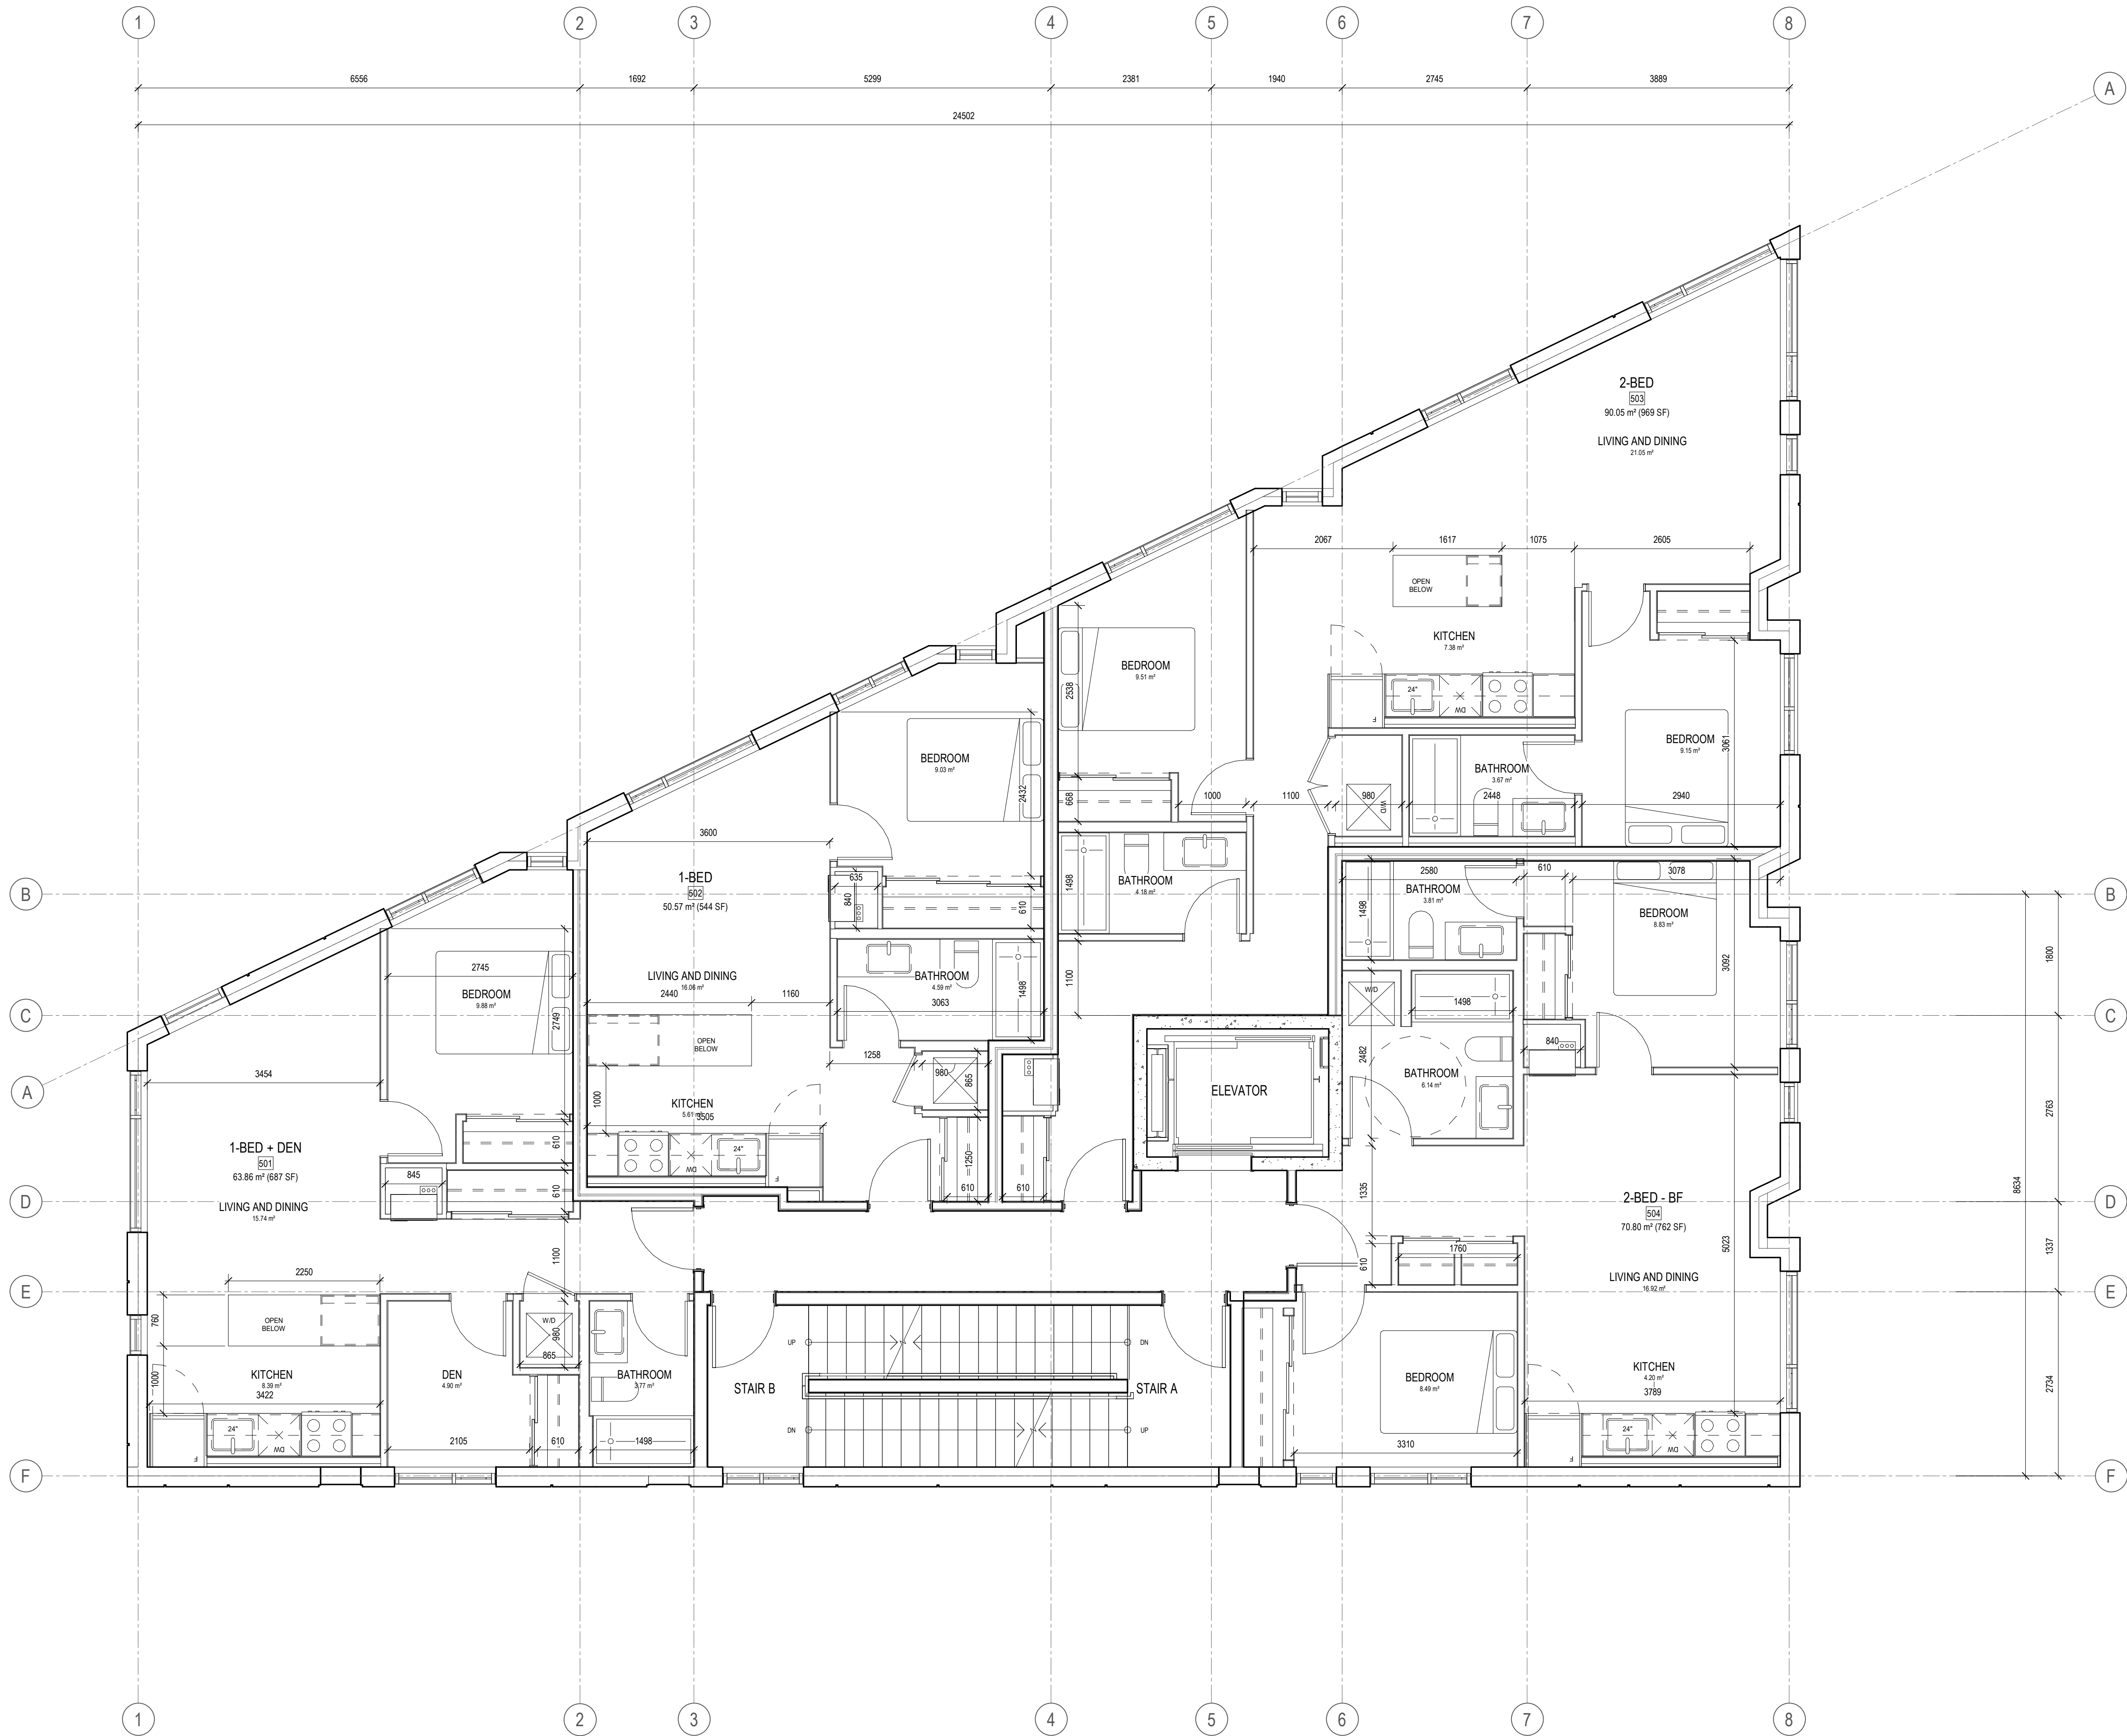 1 2 3 4 5 6 7 8
6556 1692 5299 2381 1940 2745 3889
A
24502
2-BED
503
90.05 m² (969 SF)
LIVING AND DINING
21.05 m²
2067 1617 1075 2605
OPEN
BELOW
KITCHEN
7.38 m²
24"
DW
F
BEDROOM
9.51 m²
2538
668
1000 1100 980 2448 2940
W/D
BATHROOM
3.67 m²
BEDROOM
9.15 m²
3061
BATHROOM
4.18 m²
1498
1100
BEDROOM
9.03 m²
2432
3600
1-BED
502
50.57 m² (544 SF)
635
840
610
LIVING AND DINING
16.06 m²
2440 1160
BATHROOM
4.59 m²
3063
1498
OPEN
BELOW
1258
980
865
1000
KITCHEN
5.61 m²
3505
24"
DW
F
1250
610 610
B B
2580 610 3078
BATHROOM
3.81 m²
1498
BEDROOM
8.83 m²
3092
W/D
1498
2482
840
BATHROOM
6.14 m²
ELEVATOR
1800
C C
A
2763
8634
2745
BEDROOM
9.88 m²
2749
3454
1-BED + DEN
501
63.86 m² (687 SF)
LIVING AND DINING
15.74 m²
845
610
610
1100
D D
1335
2-BED - BF
504
70.80 m² (762 SF)
1760
610
5023
1337
LIVING AND DINING
16.92 m²
E E
2250
OPEN
BELOW
760
1000
KITCHEN
8.39 m²
3422
24"
DW
F
DEN
4.90 m²
2105 610
W/D
980
865
BATHROOM
3.77 m²
1498
UP DN
STAIR B STAIR A
DN UP
BEDROOM
8.49 m²
3310
KITCHEN
4.20 m²
3789
24"
DW
F
2734
F F
1 2 3 4 5 6 7 8